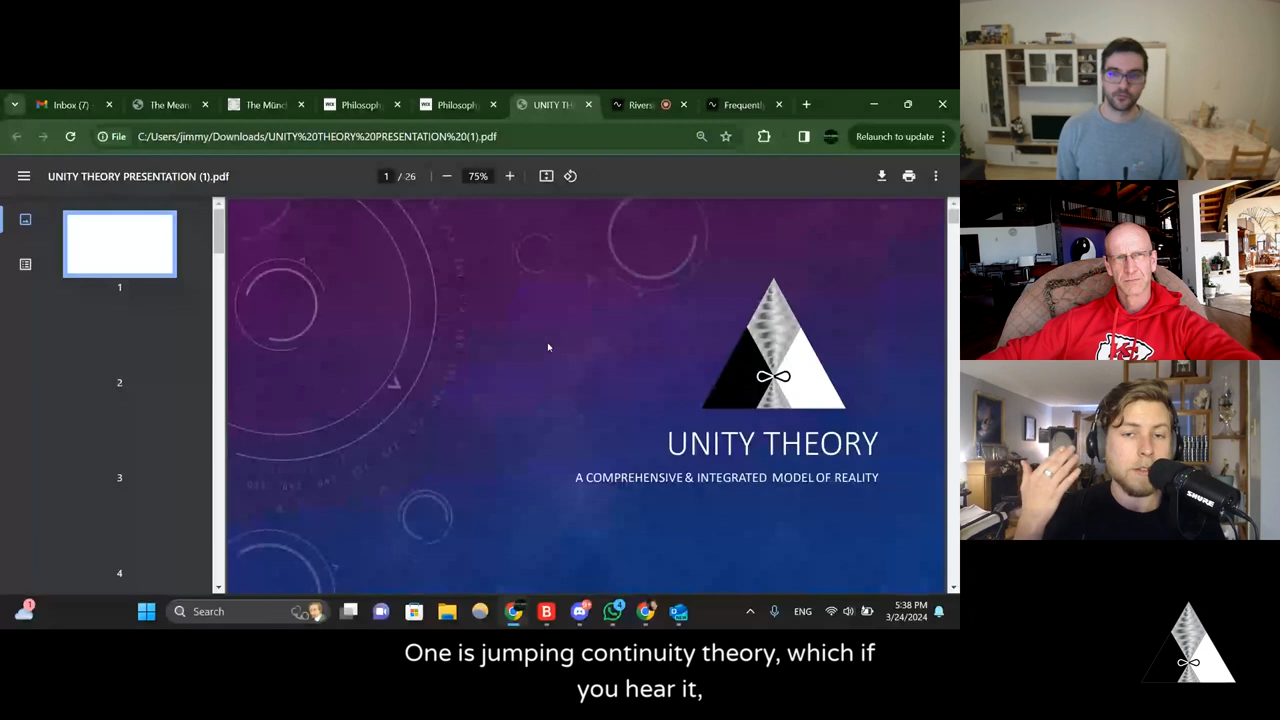 Inbox (7)
The Mean
The Münc
Philosoph
Philosoph
UNITY TH
Rivers
Frequently
File
C:/Users/jimmy/Downloads/UNITY%20THEORY%20PRESENTATION%20(1).pdf
Relaunch to update
UNITY THEORY PRESENTATION (1).pdf
1 / 26
75%
1
2
3
4
UNITY THEORY
A COMPREHENSIVE & INTEGRATED MODEL OF REALITY
SHURE
Search
ENG
5:38 PM
3/24/2024
One is jumping continuity theory, which if
you hear it,